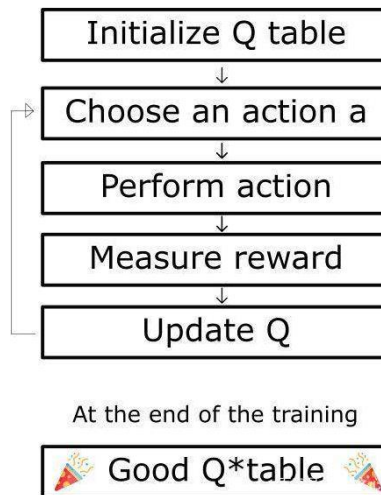 Initialize Q table
Choose an action a
Perform action
Measure reward
Update Q
At the end of the training
Good Q*table